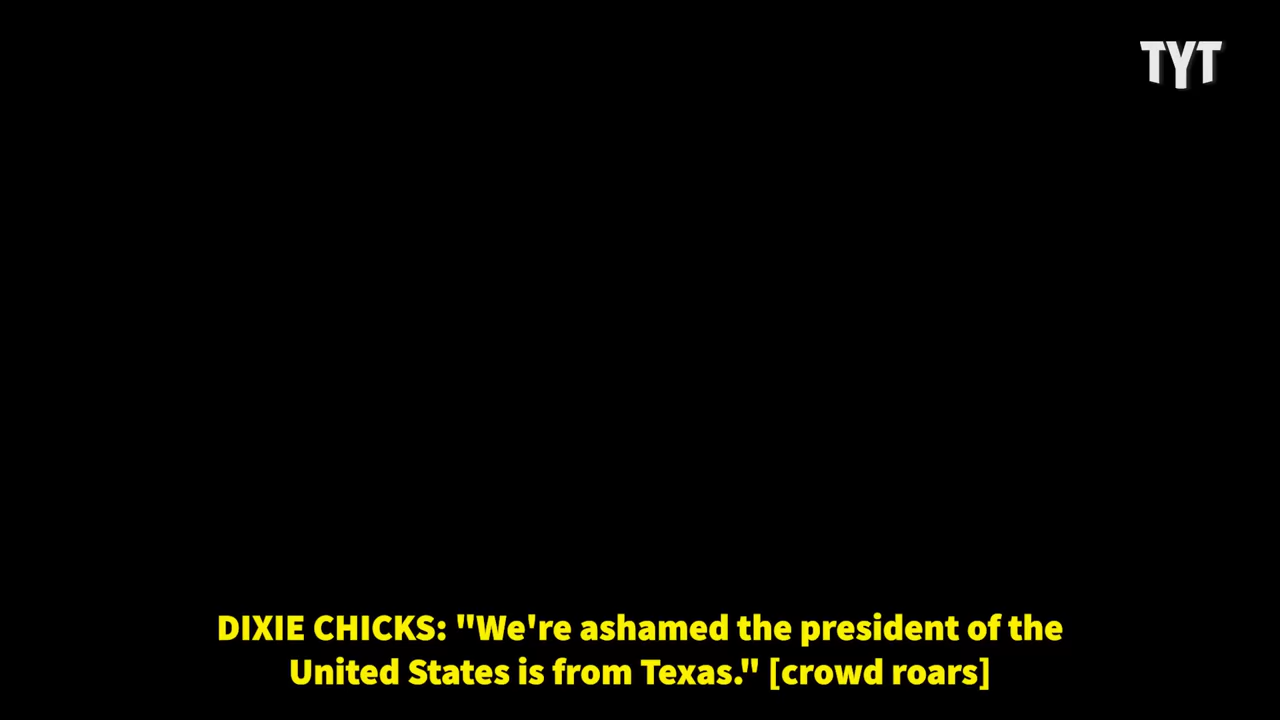 TYT
DIXIE CHICKS: "We're ashamed the president of the
United States is from Texas." [crowd roars]